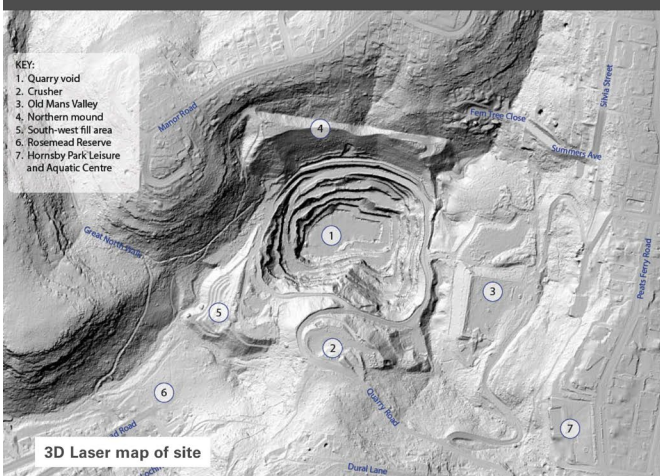 KEY:
1. Quarry void
2. Crusher
3. Old Mans Valley
4. Northern mound
5. South-west fill area
6. Rosemead Reserve
7. Hornsby Park Leisure
and Aquatic Centre
Manor Road
4
Fern Tree Close
Silvia Street
Summers Ave
Great North Walk
1
Peats Ferry Road
3
5
2
6
Quarry Road
7
Road
3D Laser map of site
Dural Lane